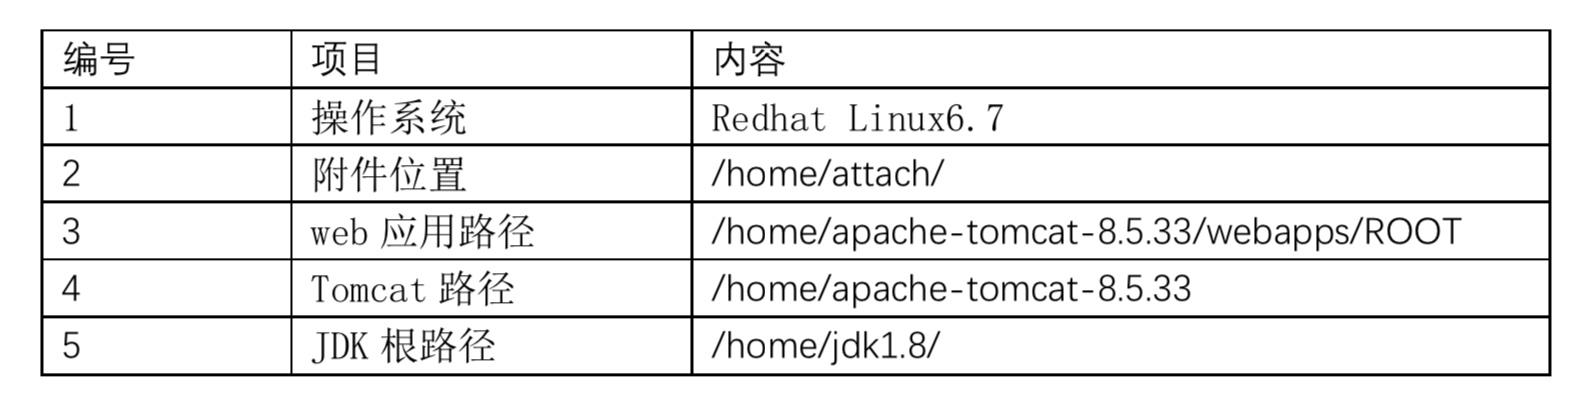 编号 项目 内容
1 操作系统 Redhat Linux6.7
2 附件位置 /home/attach/
3 web 应用路径 /home/apache-tomcat-8.5.33/webapps/ROOT
4 Tomcat 路径 /home/apache-tomcat-8.5.33
5 JDK 根路径 /home/jdk1.8/